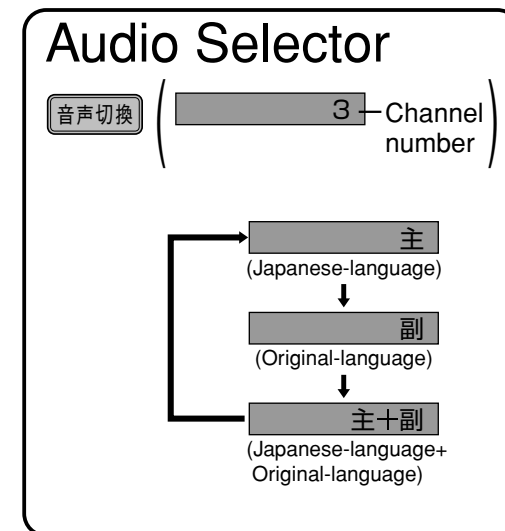 Audio Selector
音声切換
3
Channel
number
主
(Japanese-language)
副
(Original-language)
主+副
(Japanese-language+
Original-language)